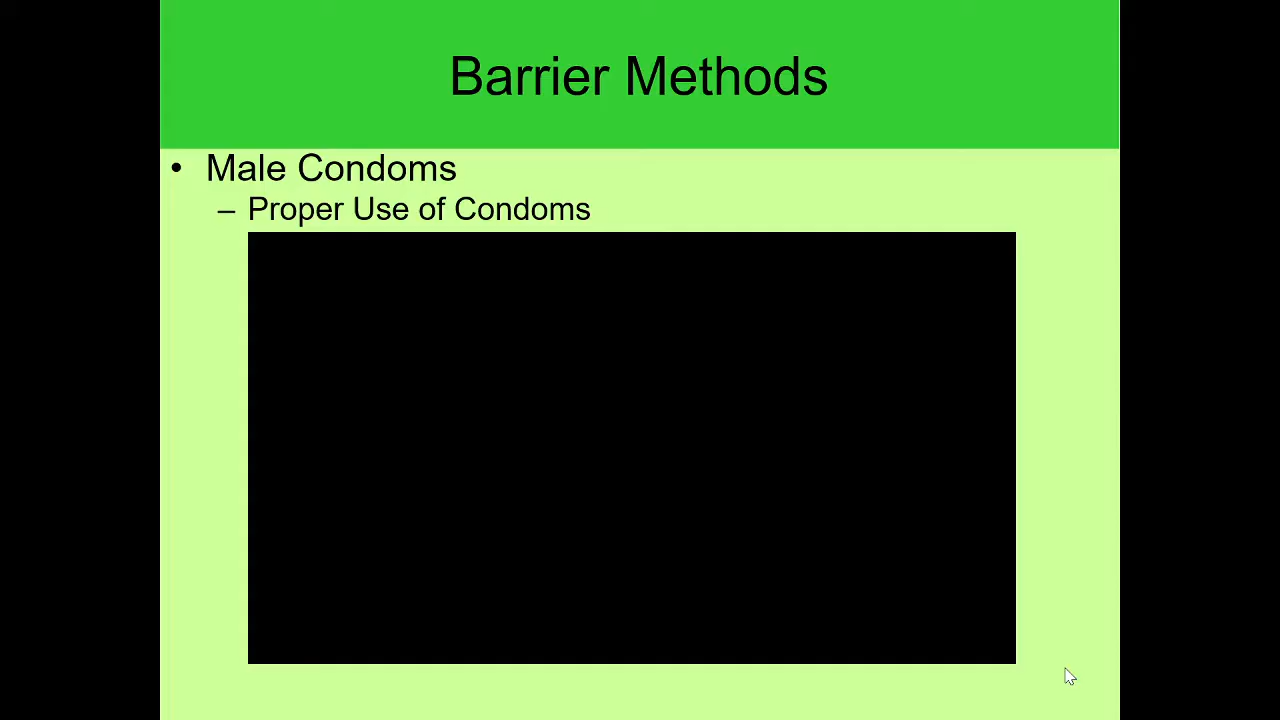 Barrier Methods
• Male Condoms
– Proper Use of Condoms